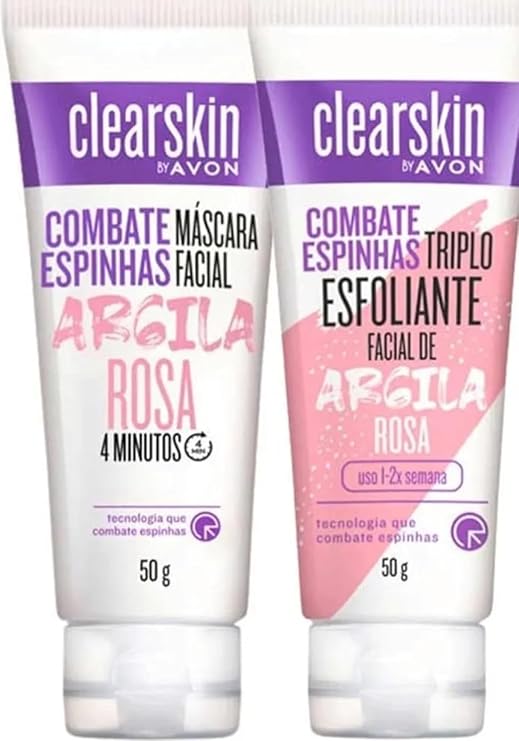 clearskin
BY AVON
COMBATE
ESPINHAS
MÁSCARA
FACIAL
ARGILA
ROSA
4 MINUTOS
4
MIN
tecnologia que
combate espinhas
50 g
clearskin
BY AVON
COMBATE
ESPINHAS
TRIPLO
ESFOLIANTE
FACIAL DE
ARGILA
ROSA
uso 1-2x semana
tecnologia que
combate espinhas
50 g